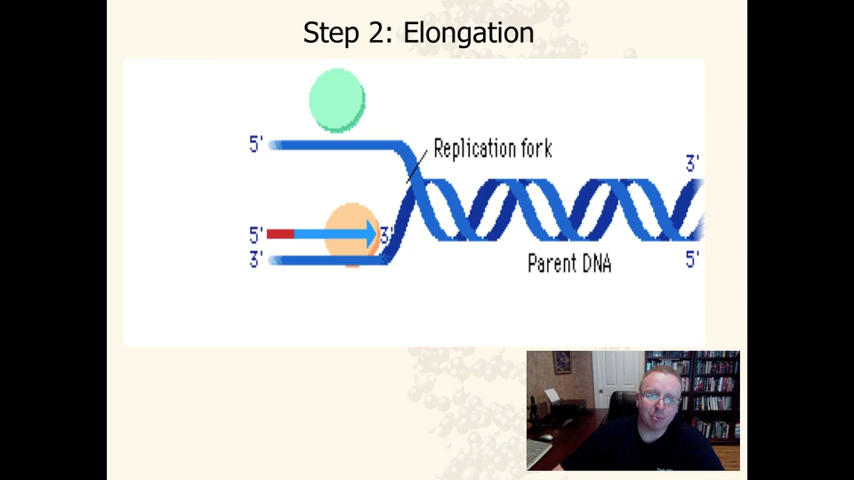 Step 2: Elongation
5'
Replication fork
3'
5'
3'
3'
Parent DNA
5'